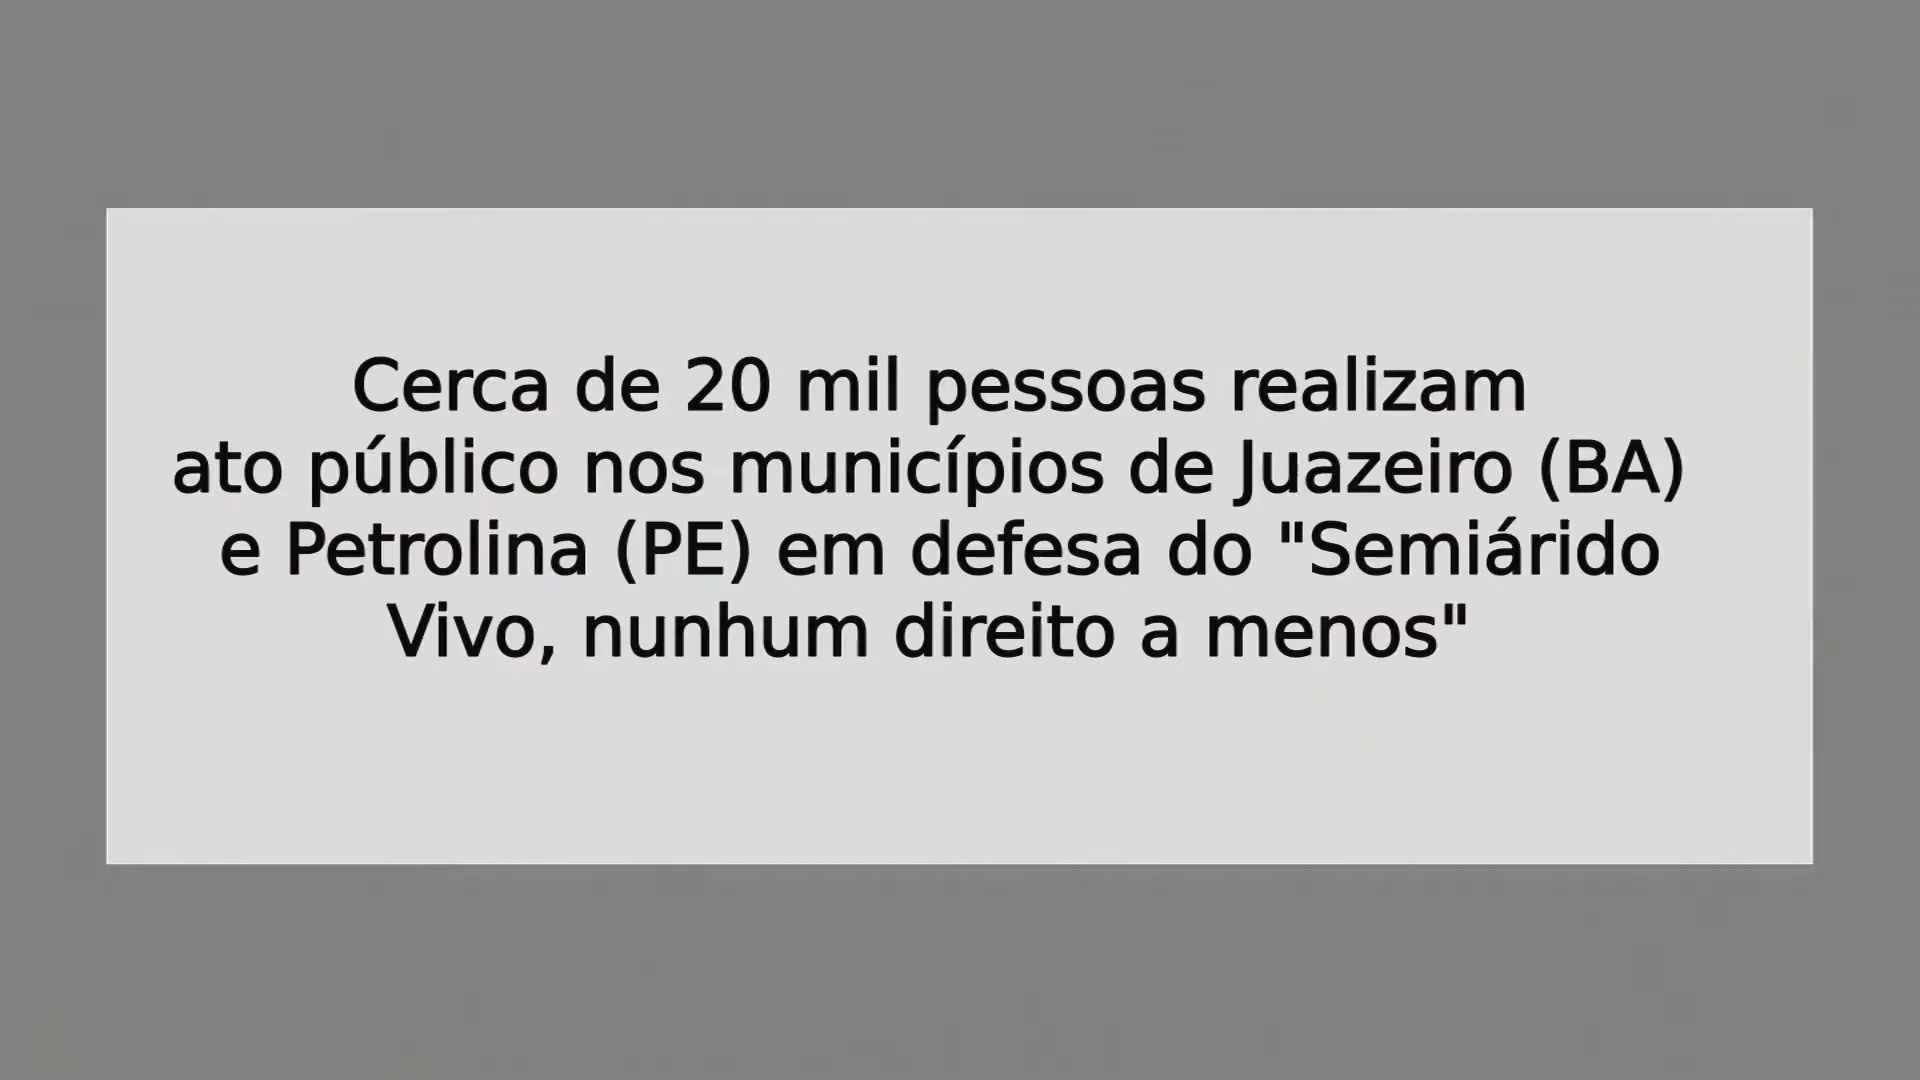 Cerca de 20 mil pessoas realizam
ato público nos municípios de Juazeiro (BA)
e Petrolina (PE) em defesa do "Semiárido
Vivo, nunhum direito a menos"